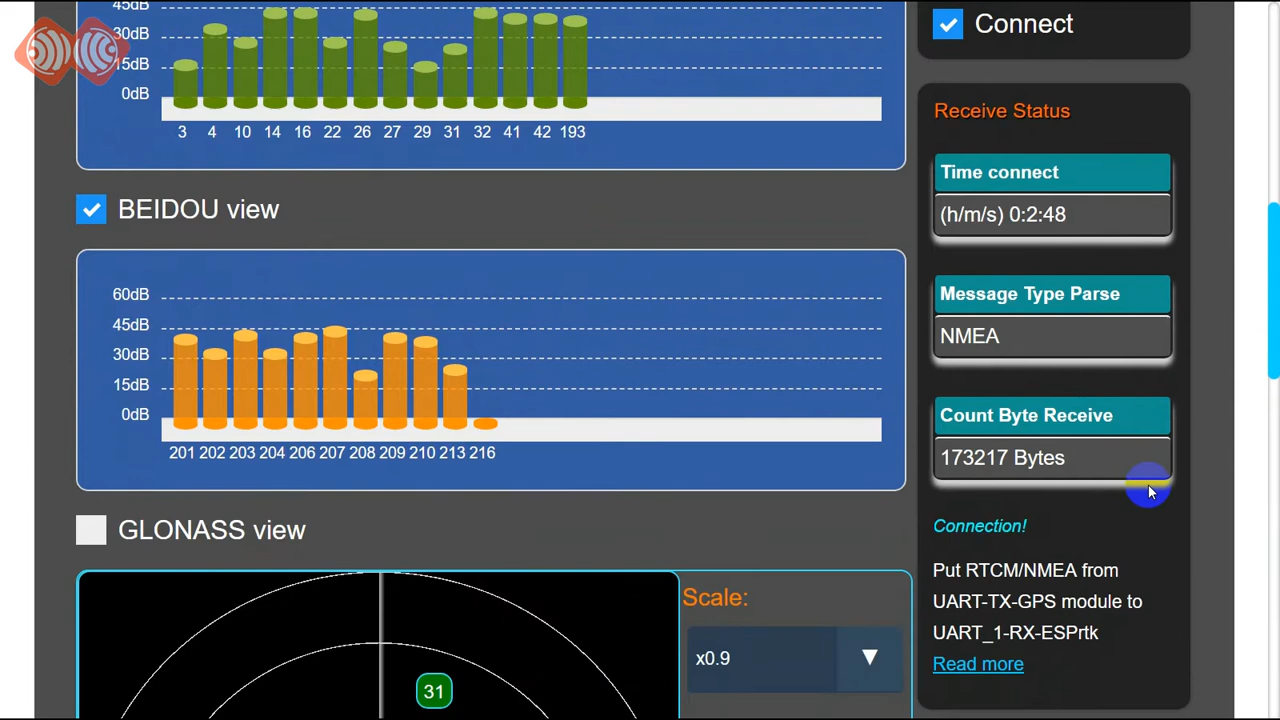 45dB
30dB
15dB
0dB
3 4 10 14 16 22 26 27 29 31 32 41 42 193
BEIDOU view
60dB
45dB
30dB
15dB
0dB
201 202 203 204 206 207 208 209 210 213 216
GLONASS view
31
Scale:
x0.9
Connect
Receive Status
Time connect
(h/m/s) 0:2:48
Message Type Parse
NMEA
Count Byte Receive
173217 Bytes
Connection!
Put RTCM/NMEA from
UART-TX-GPS module to
UART_1-RX-ESPrtk
Read more